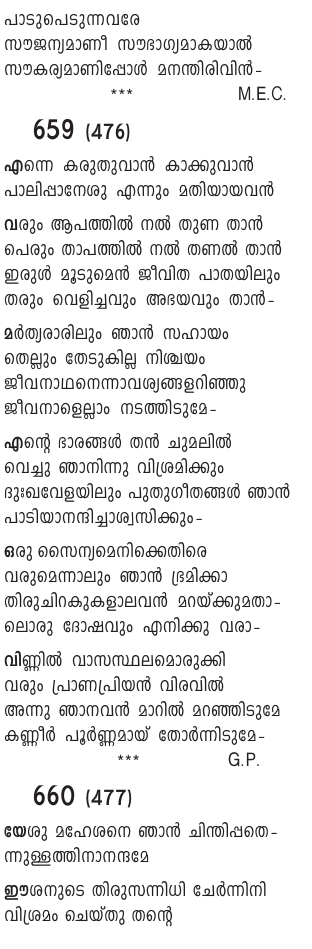 പാടുപെടുന്നവരേ
സൗജന്യമാണീ സൗഭാഗ്യമാകയാൽ
സൗകര്യമാണിപ്പോൾ മനന്തിരിവിൻ-
*** M.E.C.
659 (476)
എന്നെ കരുതുവാൻ കാക്കുവാൻ
പാലിപ്പാനേശു എന്നും മതിയായവൻ
വരും ആപത്തിൽ നൽ തുണ താൻ
പെരും താപത്തിൽ നൽ തണൽ താൻ
ഇരുൾ മൂടുമെൻ ജീവിത പാതയിലും
തരും വെളിച്ചവും അഭയവും താൻ-
മർത്യരാരിലും ഞാൻ സഹായം
തെല്ലും തേടുകില്ല നിശ്ചയം
ജീവനാഥനെന്നാവശ്യങ്ങളറിഞ്ഞു
ജീവനാളെല്ലാം നടത്തിടുമേ-
എന്റെ ഭാരങ്ങൾ തൻ ചുമലിൽ
വെച്ചു ഞാനിന്നു വിശ്രമിക്കും
ദുഃഖവേളയിലും പുതുഗീതങ്ങൾ ഞാൻ
പാടിയാനന്ദിച്ചാശ്വസിക്കും-
ഒരു സൈന്യമെനിക്കെതിരെ
വരുമെന്നാലും ഞാൻ ഭ്രമിക്കാ
തിരുചിറകുകളാലവൻ മറയ്ക്കുമതാ-
ലൊരു ദോഷവും എനിക്കു വരാ-
വിണ്ണിൽ വാസസ്ഥലമൊരുക്കി
വരും പ്രാണപ്രിയൻ വിരവിൽ
അന്നു ഞാനവൻ മാറിൽ മറഞ്ഞിടുമേ
കണ്ണീർ പൂർണ്ണമായ് തോർന്നിടുമേ-
*** G.P.
660 (477)
യേശു മഹേശനെ ഞാൻ ചിന്തിപ്പതെ-
ന്നുള്ളത്തിനാനന്ദമേ
ഈശനുടെ തിരുസന്നിധി ചേർന്നിനി
വിശ്രമം ചെയ്തു തന്റെ